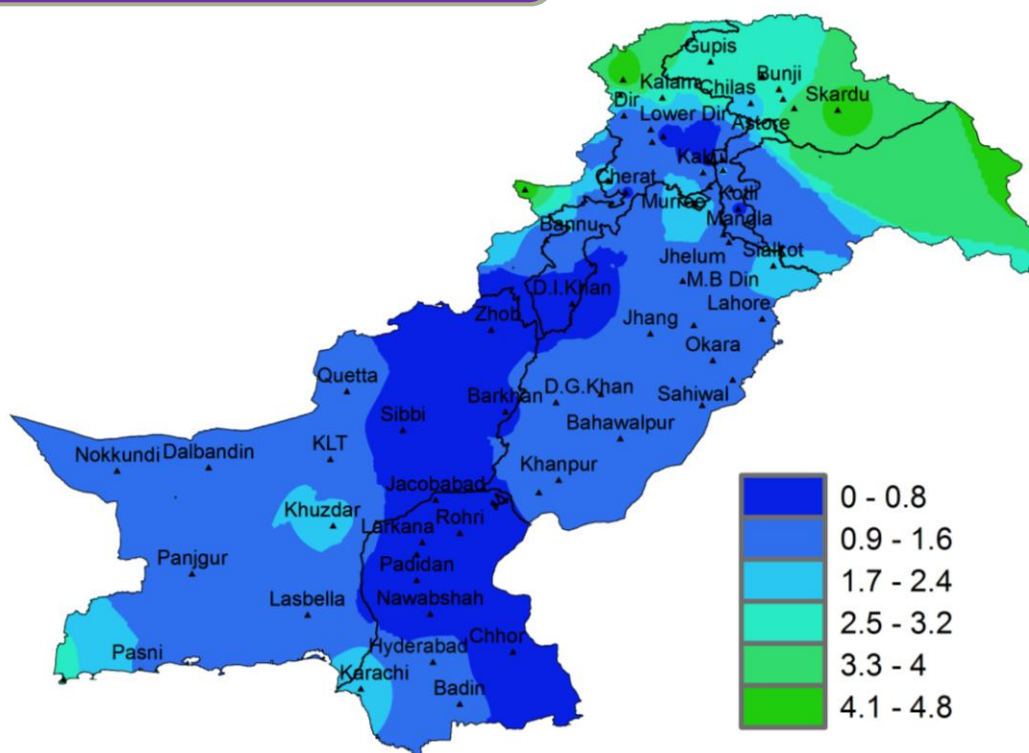 Gupis
Kalam
Chilas
Bunji
Skardu
Dir
Lower Dir
Astore
Kakul
Cherat
Kotli
Murree
Mandla
Bannu
Sialkot
Jhelum
M.B Din
D.I.Khan
Lahore
Zhob
Jhang
Okara
Quetta
D.G.Khan
Sahiwal
Barkhan
Sibbi
Bahawalpur
KLT
Nokkundi
Dalbandin
Khanpur
Jacobabad
Khuzdar
Rohri
Larkana
Panjgur
Padidan
Lasbella
Nawabshah
Chhor
Pasni
Hyderabad
Karachi
Badin
0 - 0.8
0.9 - 1.6
1.7 - 2.4
2.5 - 3.2
3.3 - 4
4.1 - 4.8